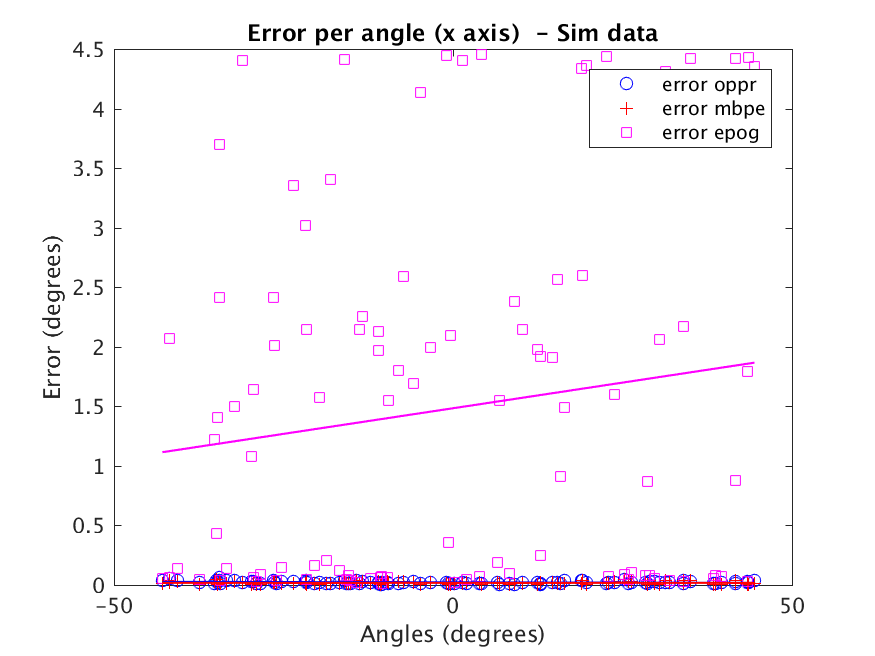 Error per angle (x axis) - Sim data
4.5
4
3.5
3
2.5
2
1.5
1
0.5
0
Error (degrees)
error oppr
error mbpe
error epog
-50
0
50
Angles (degrees)